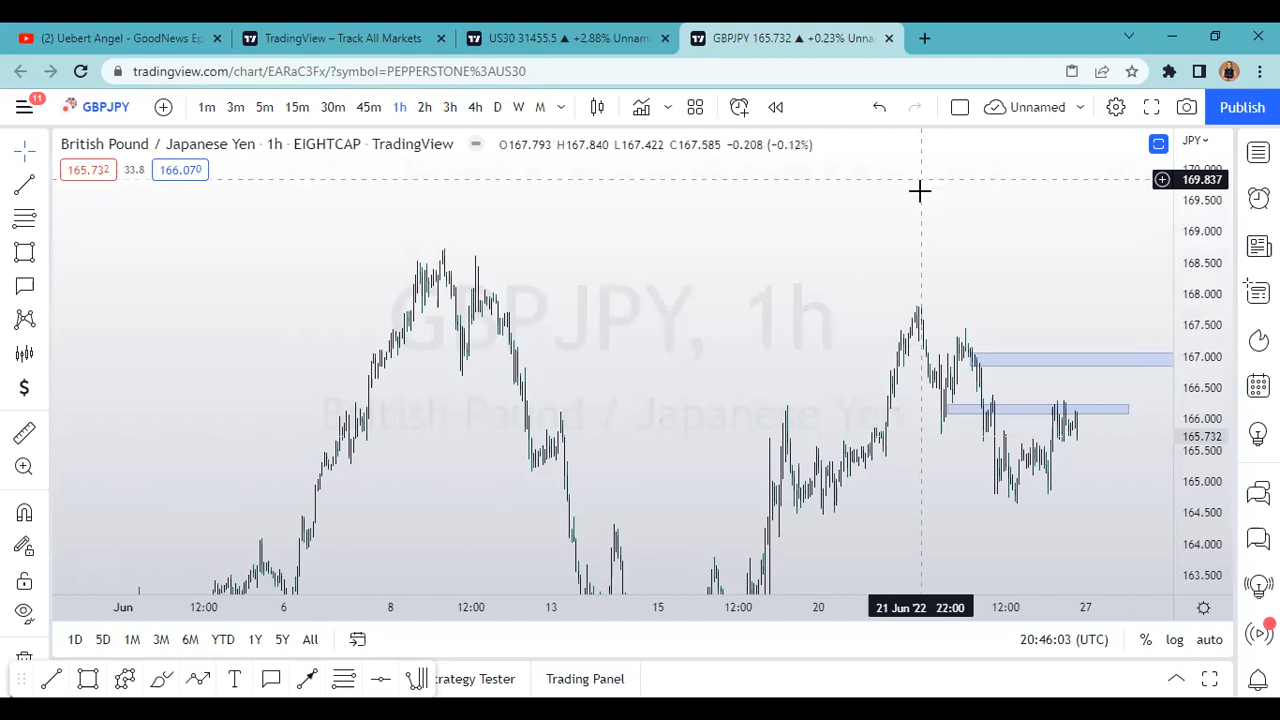 (2) Uebert Angel - GoodNews Ep
TradingView – Track All Markets
US30 31455.5 ▲ +2.88% Unnam
GBPJPY 165.732 ▲ +0.23% Unna
tradingview.com/chart/EARaC3Fx/?symbol=PEPPERSTONE%3AUS30
11
GBPJPY
1m 3m 5m 15m 30m 45m 1h 2h 3h 4h D W M
Unnamed
Publish
British Pound / Japanese Yen · 1h · EIGHTCAP · TradingView
O167.793 H167.840 L167.422 C167.585 −0.208 (−0.12%)
JPY
165.732 33.8 166.070
170.000
169.837
169.500
169.000
168.500
168.000
167.500
167.000
166.500
166.000
165.732
165.500
165.000
164.500
164.000
163.500
GBPJPY, 1h
British Pound / Japanese Yen
Jun 12:00 6 8 12:00 13 15 12:00 20 21 Jun '22 22:00 12:00 27
1D 5D 1M 3M 6M YTD 1Y 5Y All
20:46:03 (UTC) % log auto
trategy Tester
Trading Panel